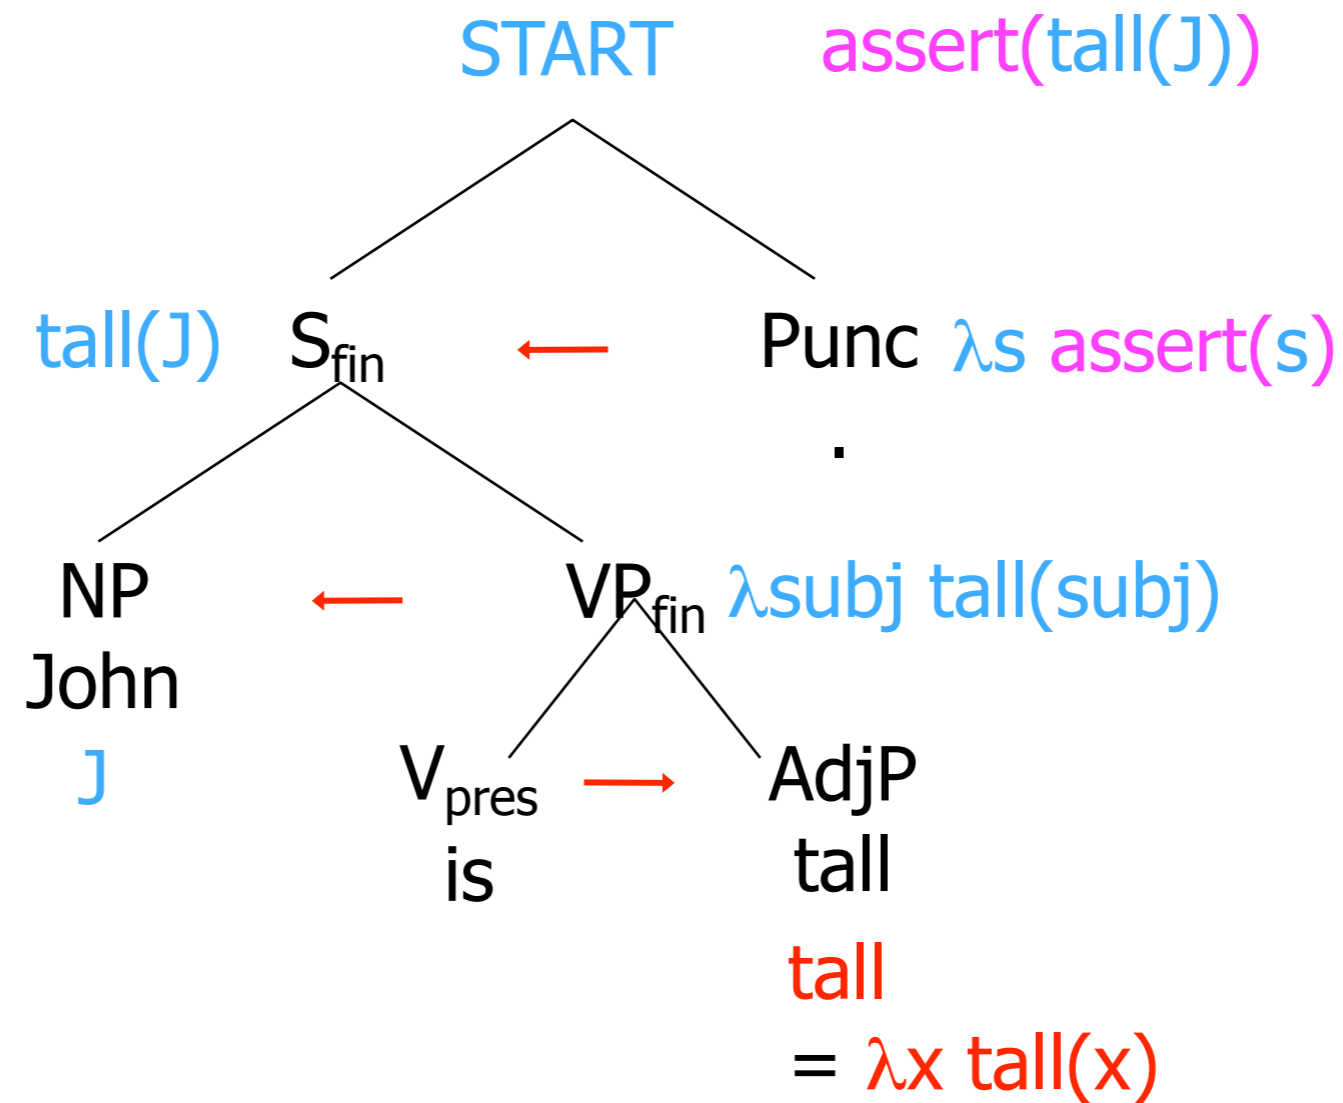 START assert(tall(J))
tall(J) Sfin Punc λs assert(s)
.
NP VPfin λsubj tall(subj)
John
J Vpres AdjP
is tall
tall
= λx tall(x)